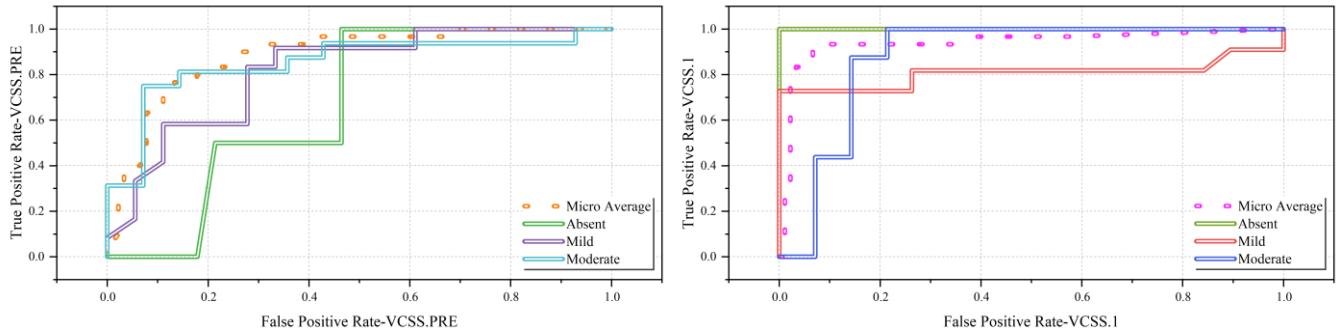 True Positive Rate-VCSS.PRE
1.0
0.8
0.6
0.4
0.2
0.0
Micro Average
Absent
Mild
Moderate
0.0 0.2 0.4 0.6 0.8 1.0
False Positive Rate-VCSS.PRE
True Positive Rate-VCSS.1
1.0
0.8
0.6
0.4
0.2
0.0
Micro Average
Absent
Mild
Moderate
0.0 0.2 0.4 0.6 0.8 1.0
False Positive Rate-VCSS.1